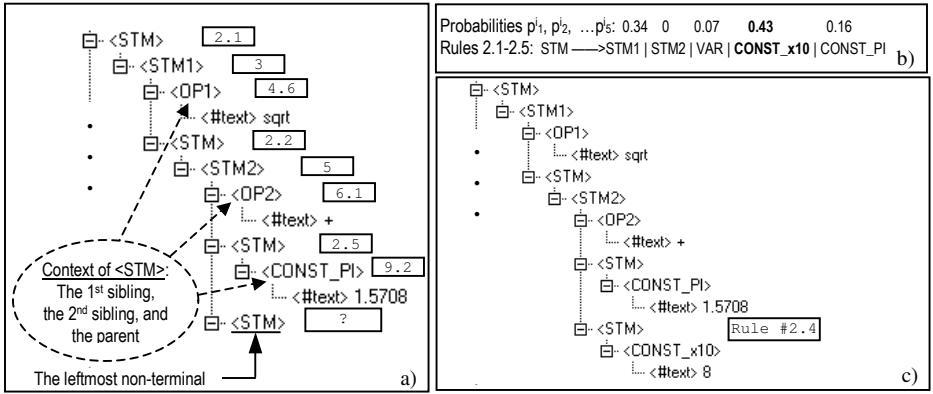 <STM> 2.1
<STM1> 3
<OP1> 4.6
<#text> sqrt
<STM> 2.2
<STM2> 5
<OP2> 6.1
<#text> +
<STM> 2.5
<CONST_PI> 9.2
<#text> 1.5708
<STM> ?
Context of <STM>:
The 1st sibling,
the 2nd sibling, and
the parent
The leftmost non-terminal
a)
Probabilities pi1, pi2, …pi5: 0.34 0 0.07 0.43 0.16
Rules 2.1-2.5: STM ——>STM1 | STM2 | VAR | CONST_x10 | CONST_PI
b)
<STM>
<STM1>
<OP1>
<#text> sqrt
<STM>
<STM2>
<OP2>
<#text> +
<STM>
<CONST_PI>
<#text> 1.5708
<STM> Rule #2.4
<CONST_x10>
<#text> 8
c)